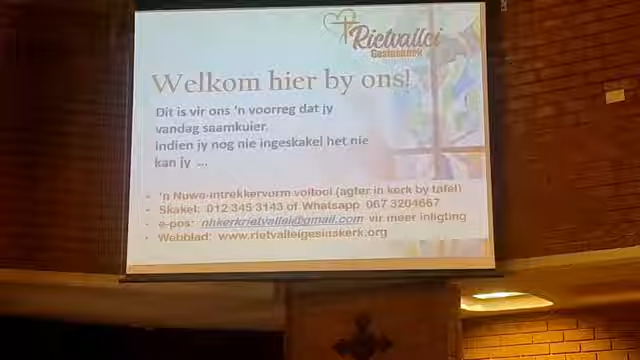 Rietvallei
Gesinskerk
Welkom hier by ons!
Dit is vir ons 'n voorreg dat jy
vandag saamkuier.
Indien jy nog nie ingeskakel het nie
kan jy ...
- 'n Nuwe-intrekkervorm voltooi (agter in kerk by tafel)
- Skakel: 012 345 3143 of Whatsapp 067 3204667
- e-pos: nhkerkrietvallei@gmail.com vir meer inligting
- Webblad: www.rietvalleigesinskerk.org